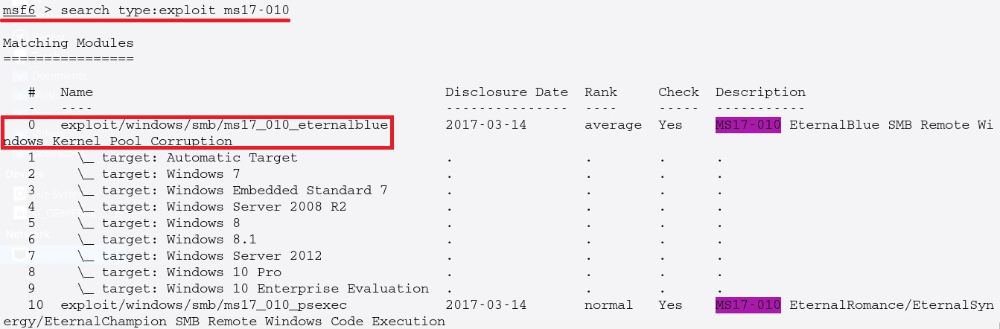 msf6 > search type:exploit ms17-010
Matching Modules
================
#   Name                                           Disclosure Date  Rank     Check  Description
-   ----                                           ---------------  ----     -----  -----------
0   exploit/windows/smb/ms17_010_eternalblue       2017-03-14       average  Yes    MS17-010 EternalBlue SMB Remote Wi
ndows Kernel Pool Corruption
1     \_ target: Automatic Target                  .                .        .      .
2     \_ target: Windows 7                         .                .        .      .
3     \_ target: Windows Embedded Standard 7       .                .        .      .
4     \_ target: Windows Server 2008 R2            .                .        .      .
5     \_ target: Windows 8                         .                .        .      .
6     \_ target: Windows 8.1                       .                .        .      .
7     \_ target: Windows Server 2012               .                .        .      .
8     \_ target: Windows 10 Pro                    .                .        .      .
9     \_ target: Windows 10 Enterprise Evaluation  .                .        .      .
10  exploit/windows/smb/ms17_010_psexec            2017-03-14       normal   Yes    MS17-010 EternalRomance/EternalSyn
ergy/EternalChampion SMB Remote Windows Code Execution
Documents